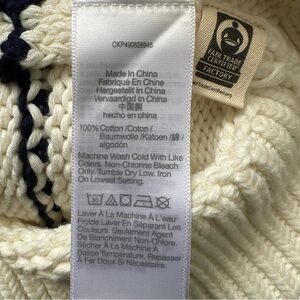 CKP490626945
Made in China
Fabriqué En Chine
Hergestellt in China
Vervaardigd in China
中国製
hecho en china
100% Cotton / Coton /
Baumwolle /Katoen /綿 /
algodón
Machine Wash Cold With Like
Colors. Non-Chlorine Bleach
Only. Tumble Dry Low. Iron
On Lowest Setting.
Laver À La Machine À L'eau
Froide.Laver En Séparant Les
Couleurs. Seulement Agent
De Blanchiment Non-Chlore.
Sécher À La Machine À
Basse Température. Repasser
À Fer Doux Si Nécessaire.
FAIR TRADE
CERTIFIED
FACTORY